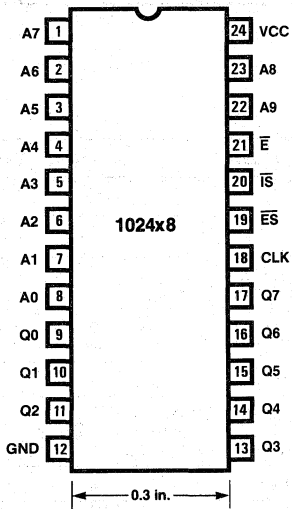 A7 1 24 VCC
A6 2 23 A8
A5 3 22 A9
A4 4 21 E̅
A3 5 20 I̅S̅
A2 6 19 E̅S̅
1024x8
A1 7 18 CLK
A0 8 17 Q7
Q0 9 16 Q6
Q1 10 15 Q5
Q2 11 14 Q4
GND 12 13 Q3
0.3 in.